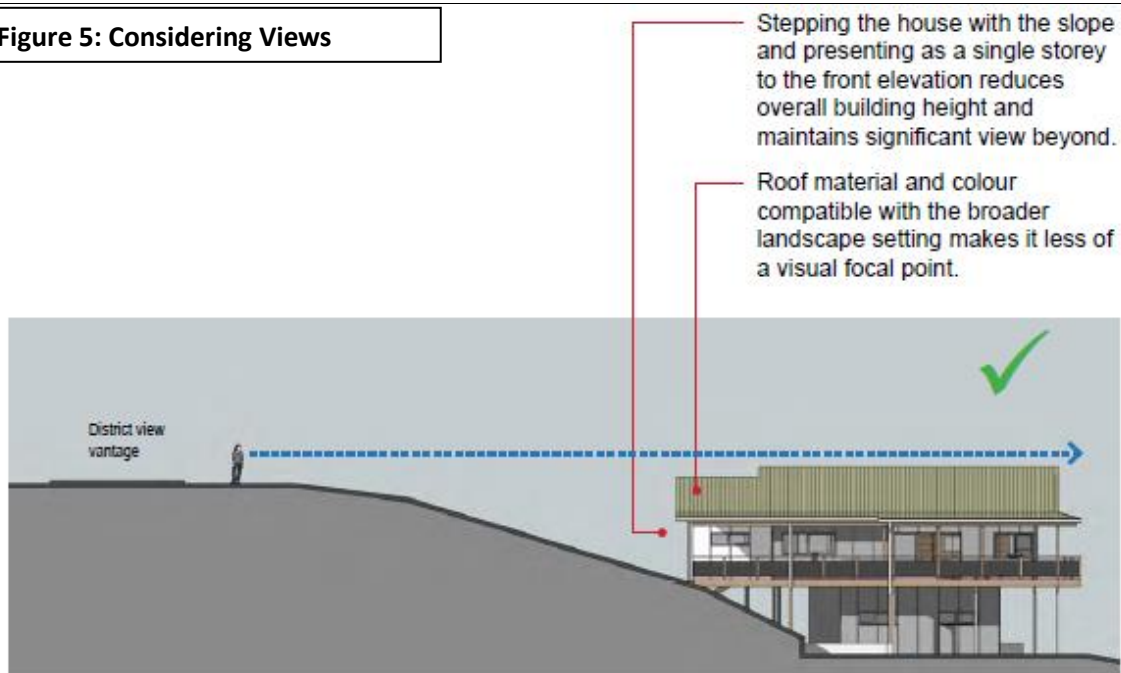 Figure 5: Considering Views
Stepping the house with the slope
and presenting as a single storey
to the front elevation reduces
overall building height and
maintains significant view beyond.
Roof material and colour
compatible with the broader
landscape setting makes it less of
a visual focal point.
District view
vantage